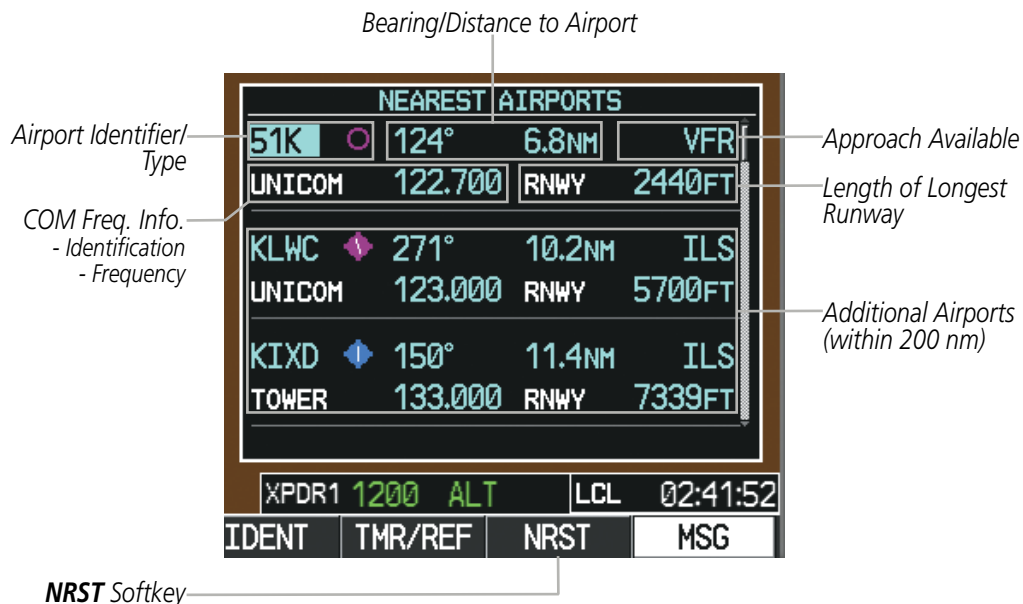 Bearing/Distance to Airport
NEAREST AIRPORTS
Airport Identifier/
Type
51K 124° 6.8NM VFR
Approach Available
UNICOM 122.700 RNWY 2440FT
Length of Longest
Runway
COM Freq. Info.
- Identification
- Frequency
KLWC 271° 10.2NM ILS
UNICOM 123.000 RNWY 5700FT
Additional Airports
(within 200 nm)
KIXD 150° 11.4NM ILS
TOWER 133.000 RNWY 7339FT
XPDR1 1200 ALT LCL 02:41:52
IDENT TMR/REF NRST MSG
NRST Softkey